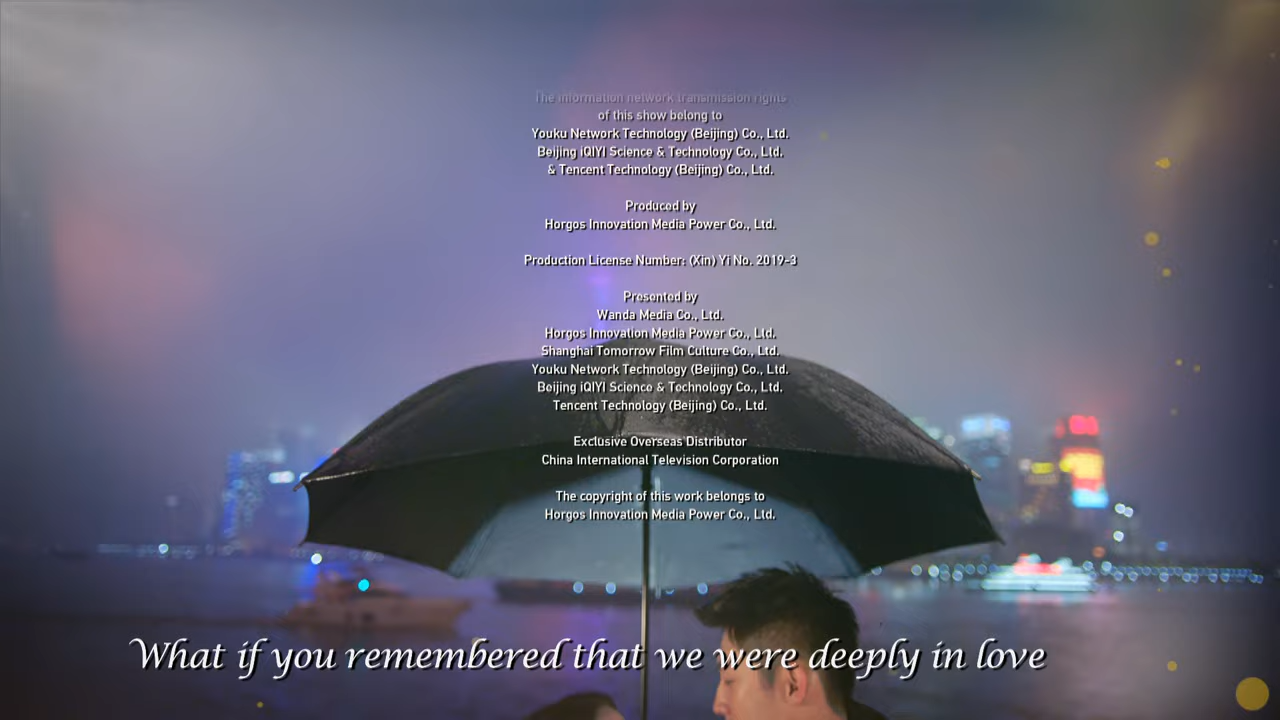 The information network transmission rights
of this show belong to
Youku Network Technology (Beijing) Co., Ltd.
Beijing iQIYI Science & Technology Co., Ltd.
& Tencent Technology (Beijing) Co., Ltd.
Produced by
Horgos Innovation Media Power Co., Ltd.
Production License Number: (Xin) Yi No. 2019-3
Presented by
Wanda Media Co., Ltd.
Horgos Innovation Media Power Co., Ltd.
Shanghai Tomorrow Film Culture Co., Ltd.
Youku Network Technology (Beijing) Co., Ltd.
Beijing iQIYI Science & Technology Co., Ltd.
Tencent Technology (Beijing) Co., Ltd.
Exclusive Overseas Distributor
China International Television Corporation
The copyright of this work belongs to
Horgos Innovation Media Power Co., Ltd.
What if you remembered that we were deeply in love